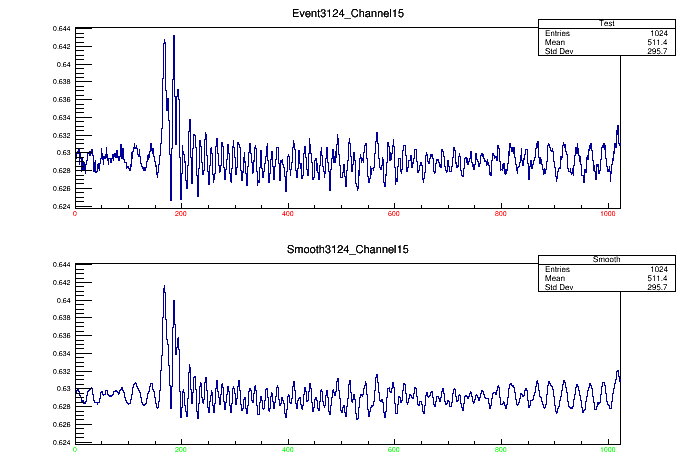 Event3124_Channel15
Test
Entries 1024
Mean 511.4
Std Dev 295.7
0.644
0.642
0.64
0.638
0.636
0.634
0.632
0.63
0.628
0.626
0.624
0 200 400 600 800 1000
Smooth3124_Channel15
Smooth
Entries 1024
Mean 511.4
Std Dev 295.7
0.644
0.642
0.64
0.638
0.636
0.634
0.632
0.63
0.628
0.626
0.624
0 200 400 600 800 1000